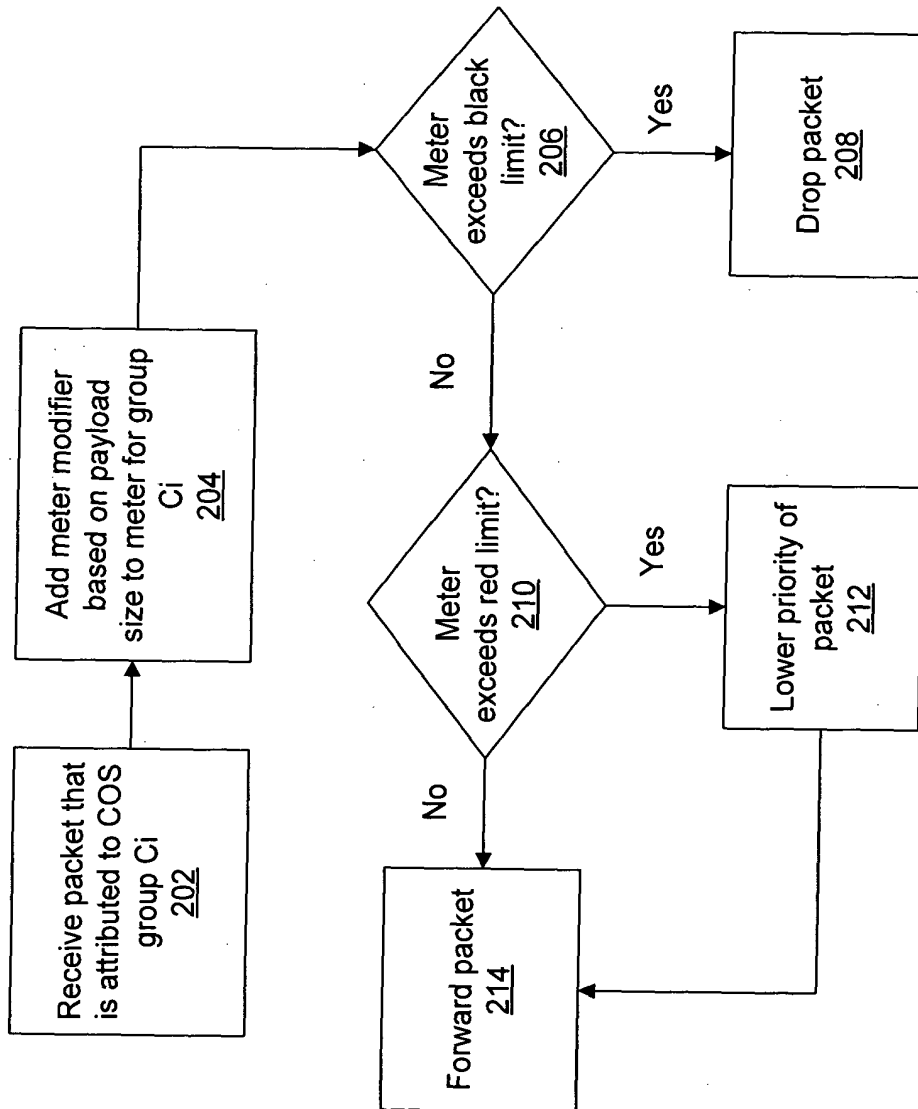 Receive packet that
is attributed to COS
group Ci
202
Add meter modifier
based on payload
size to meter for group
Ci
204
Meter
exceeds black
limit?
206
Yes
Drop packet
208
No
Meter
exceeds red limit?
210
Yes
Lower priority of
packet
212
No
Forward packet
214